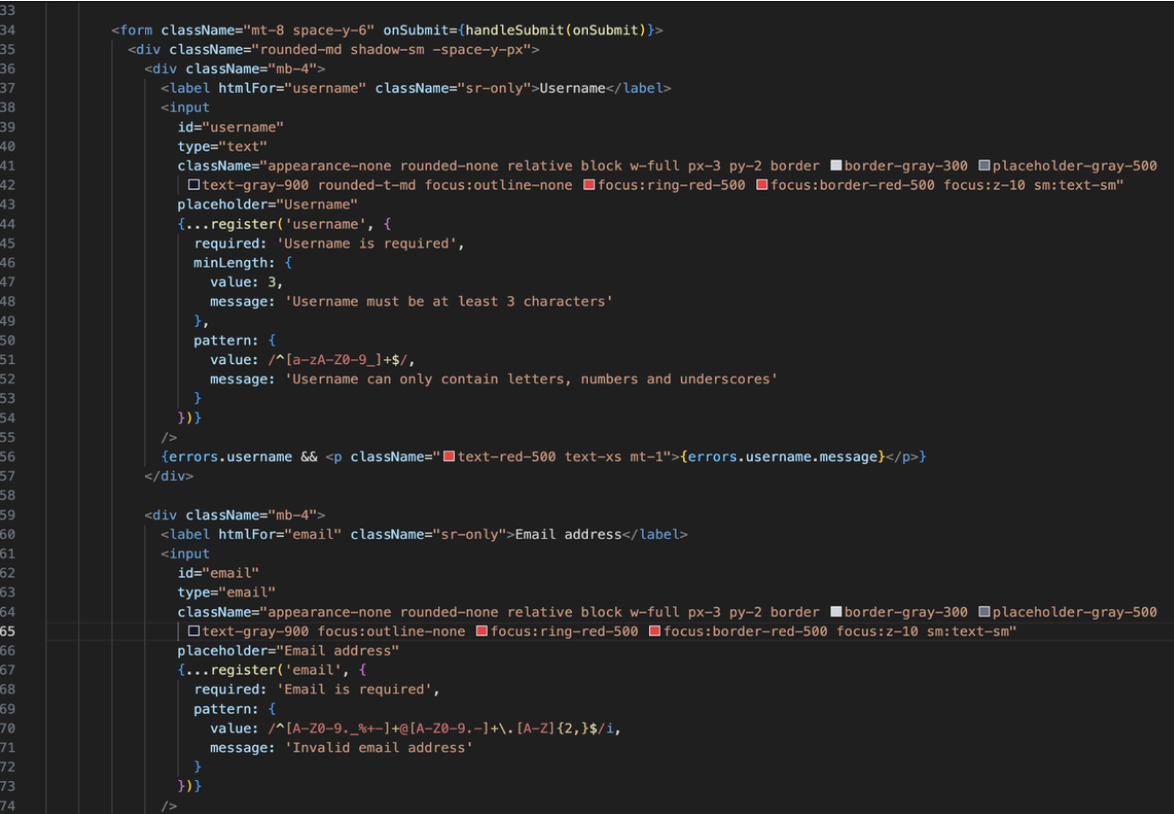 33
34 <form className="mt-8 space-y-6" onSubmit={handleSubmit(onSubmit)}>
35 <div className="rounded-md shadow-sm -space-y-px">
36 <div className="mb-4">
37 <label htmlFor="username" className="sr-only">Username</label>
38 <input
39 id="username"
40 type="text"
41 className="appearance-none rounded-none relative block w-full px-3 py-2 border border-gray-300 placeholder-gray-500
42 text-gray-900 rounded-t-md focus:outline-none focus:ring-red-500 focus:border-red-500 focus:z-10 sm:text-sm"
43 placeholder="Username"
44 {...register('username', {
45 required: 'Username is required',
46 minLength: {
47 value: 3,
48 message: 'Username must be at least 3 characters'
49 },
50 pattern: {
51 value: /^[a-zA-Z0-9_]+$/,
52 message: 'Username can only contain letters, numbers and underscores'
53 }
54 })}
55 />
56 {errors.username && <p className="text-red-500 text-xs mt-1">{errors.username.message}</p>}
57 </div>
58
59 <div className="mb-4">
60 <label htmlFor="email" className="sr-only">Email address</label>
61 <input
62 id="email"
63 type="email"
64 className="appearance-none rounded-none relative block w-full px-3 py-2 border border-gray-300 placeholder-gray-500
65 text-gray-900 focus:outline-none focus:ring-red-500 focus:border-red-500 focus:z-10 sm:text-sm"
66 placeholder="Email address"
67 {...register('email', {
68 required: 'Email is required',
69 pattern: {
70 value: /^[A-Z0-9._%+-]+@[A-Z0-9.-]+\.[A-Z]{2,}$/i,
71 message: 'Invalid email address'
72 }
73 })}
74 />